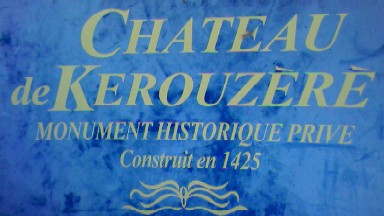 CHATEAU
de KEROUZÈRÈ
MONUMENT HISTORIQUE PRIVE
Construit en 1425